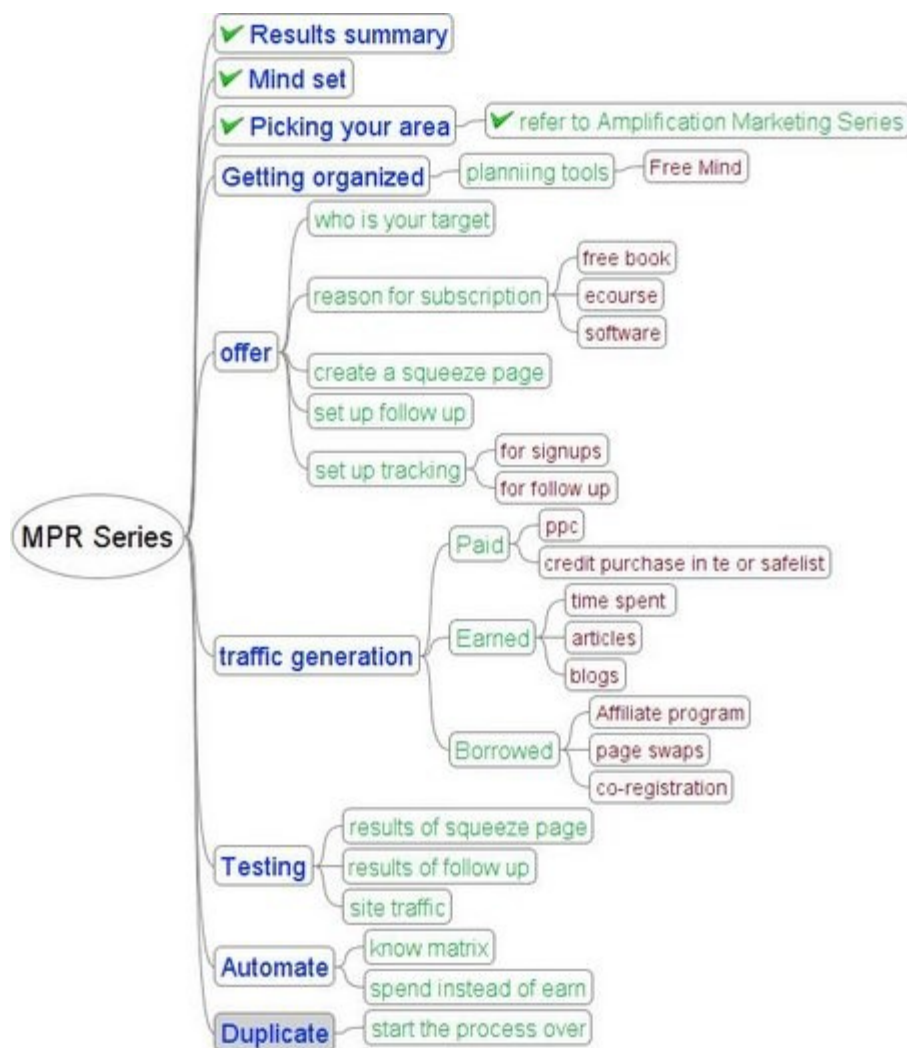 Results summary
Mind set
Picking your area
refer to Amplification Marketing Series
Getting organized
planniing tools
Free Mind
offer
who is your target
reason for subscription
free book
ecourse
software
create a squeeze page
set up follow up
set up tracking
for signups
for follow up
MPR Series
traffic generation
Paid
ppc
credit purchase in te or safelist
Earned
time spent
articles
blogs
Borrowed
Affiliate program
page swaps
co-registration
Testing
results of squeeze page
results of follow up
site traffic
Automate
know matrix
spend instead of earn
Duplicate
start the process over